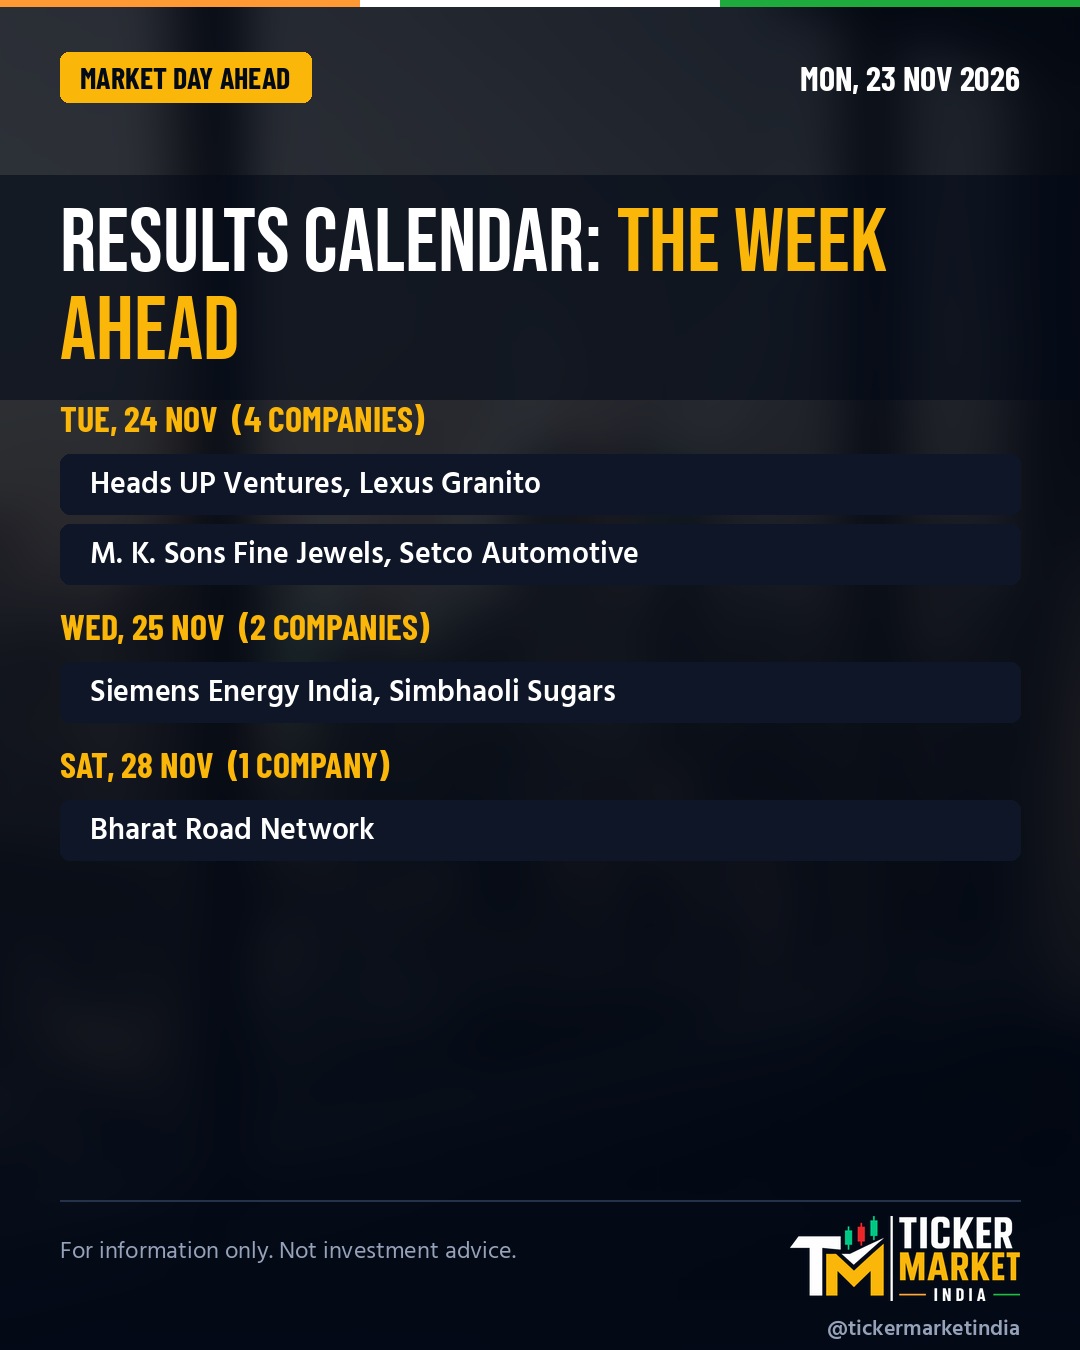 MARKET DAY AHEAD
MON, 23 NOV 2026
RESULTS CALENDAR: THE WEEK
AHEAD
TUE, 24 NOV (4 COMPANIES)
Heads UP Ventures, Lexus Granito
M. K. Sons Fine Jewels, Setco Automotive
WED, 25 NOV (2 COMPANIES)
Siemens Energy India, Simbhaoli Sugars
SAT, 28 NOV (1 COMPANY)
Bharat Road Network
For information only. Not investment advice.
TM
TICKER
MARKET
INDIA
@tickermarketindia